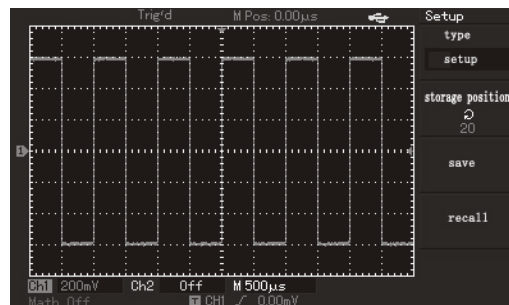 Trig'd M Pos: 0.00μs Setup
type
setup
storage position
20
1
save
recall
Ch1 200mV Ch2 Off M 500μs
Math Off T CH1 0.00mV